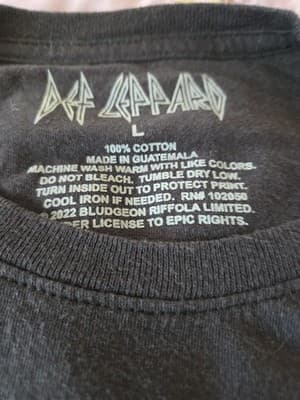 DEF LEPPARD
L
100% COTTON
MADE IN GUATEMALA
MACHINE WASH WARM WITH LIKE COLORS.
DO NOT BLEACH. TUMBLE DRY LOW.
TURN INSIDE OUT TO PROTECT PRINT.
COOL IRON IF NEEDED. RN# 102050
© 2022 BLUDGEON RIFFOLA LIMITED.
DER LICENSE TO EPIC RIGHTS.